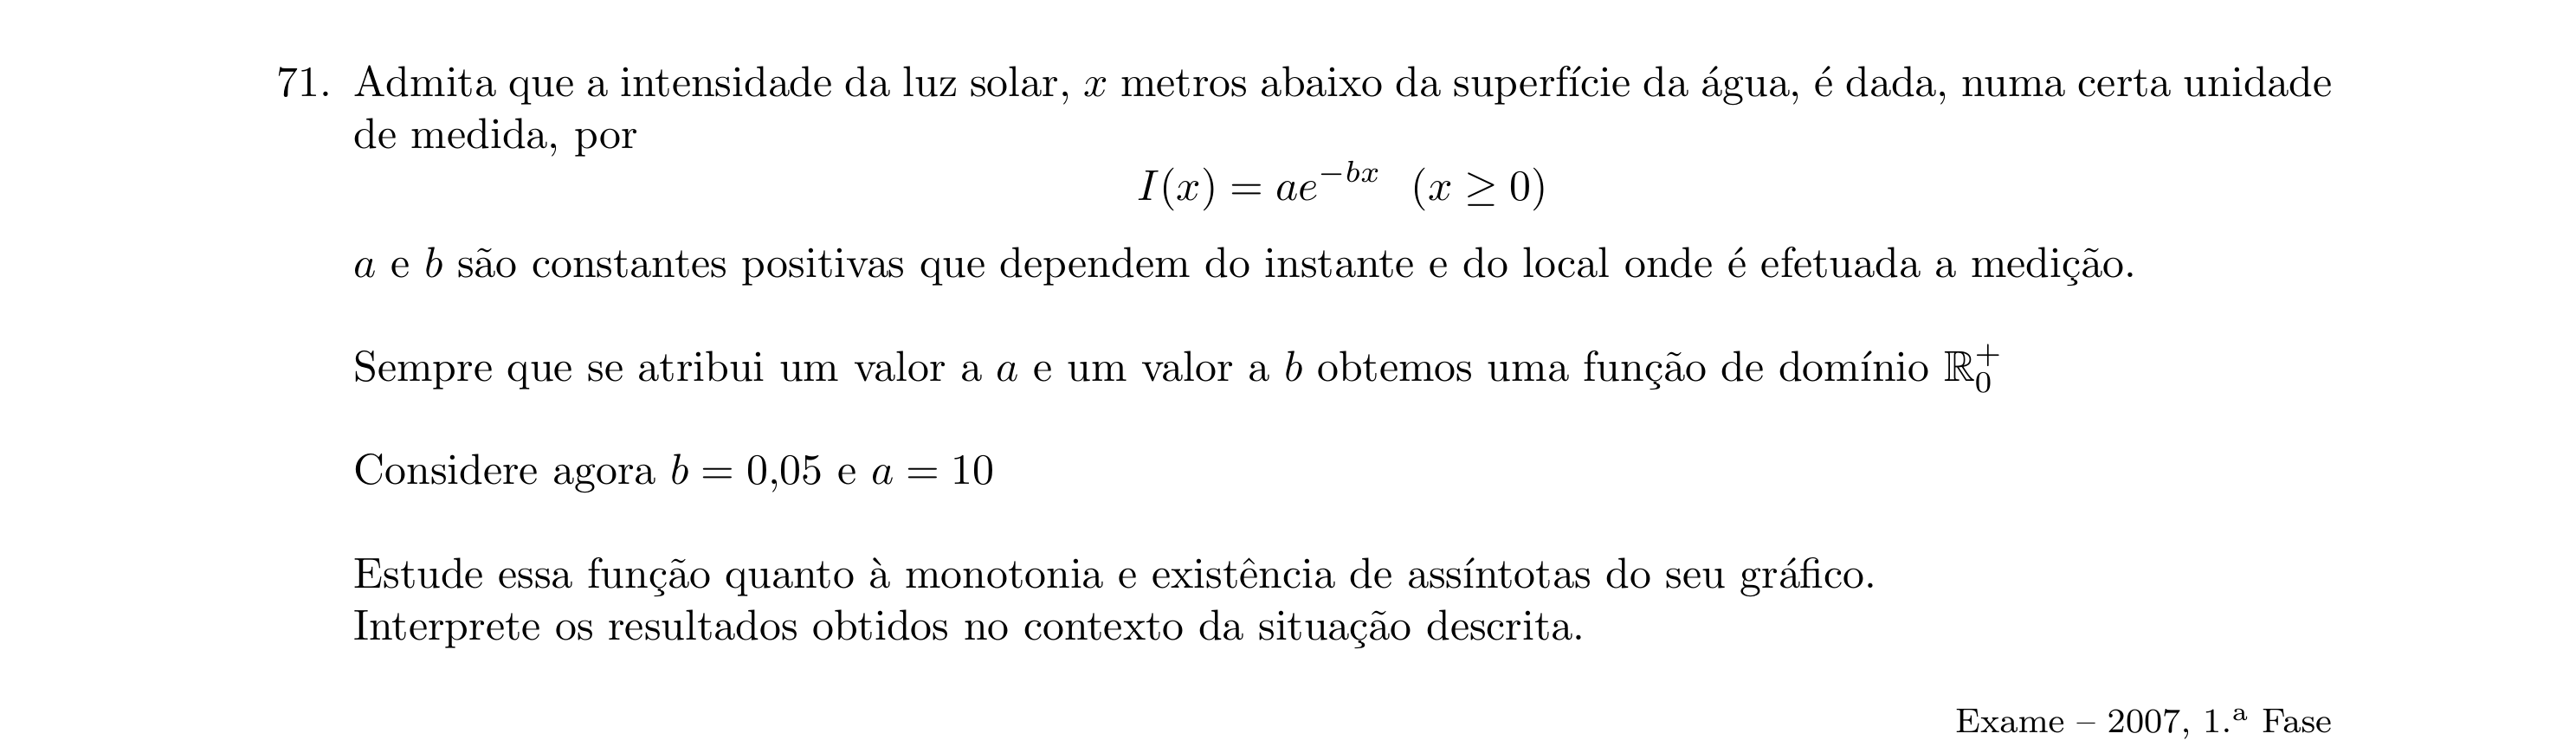 71. Admita que a intensidade da luz solar, x metros abaixo da superfície da água, é dada, numa certa unidade
de medida, por
I(x) = ae^{−bx} (x ≥ 0)
a e b são constantes positivas que dependem do instante e do local onde é efetuada a medição.
Sempre que se atribui um valor a a e um valor a b obtemos uma função de domínio ℝ₀⁺
Considere agora b = 0,05 e a = 10
Estude essa função quanto à monotonia e existência de assíntotas do seu gráfico.
Interprete os resultados obtidos no contexto da situação descrita.
Exame – 2007, 1.ª Fase